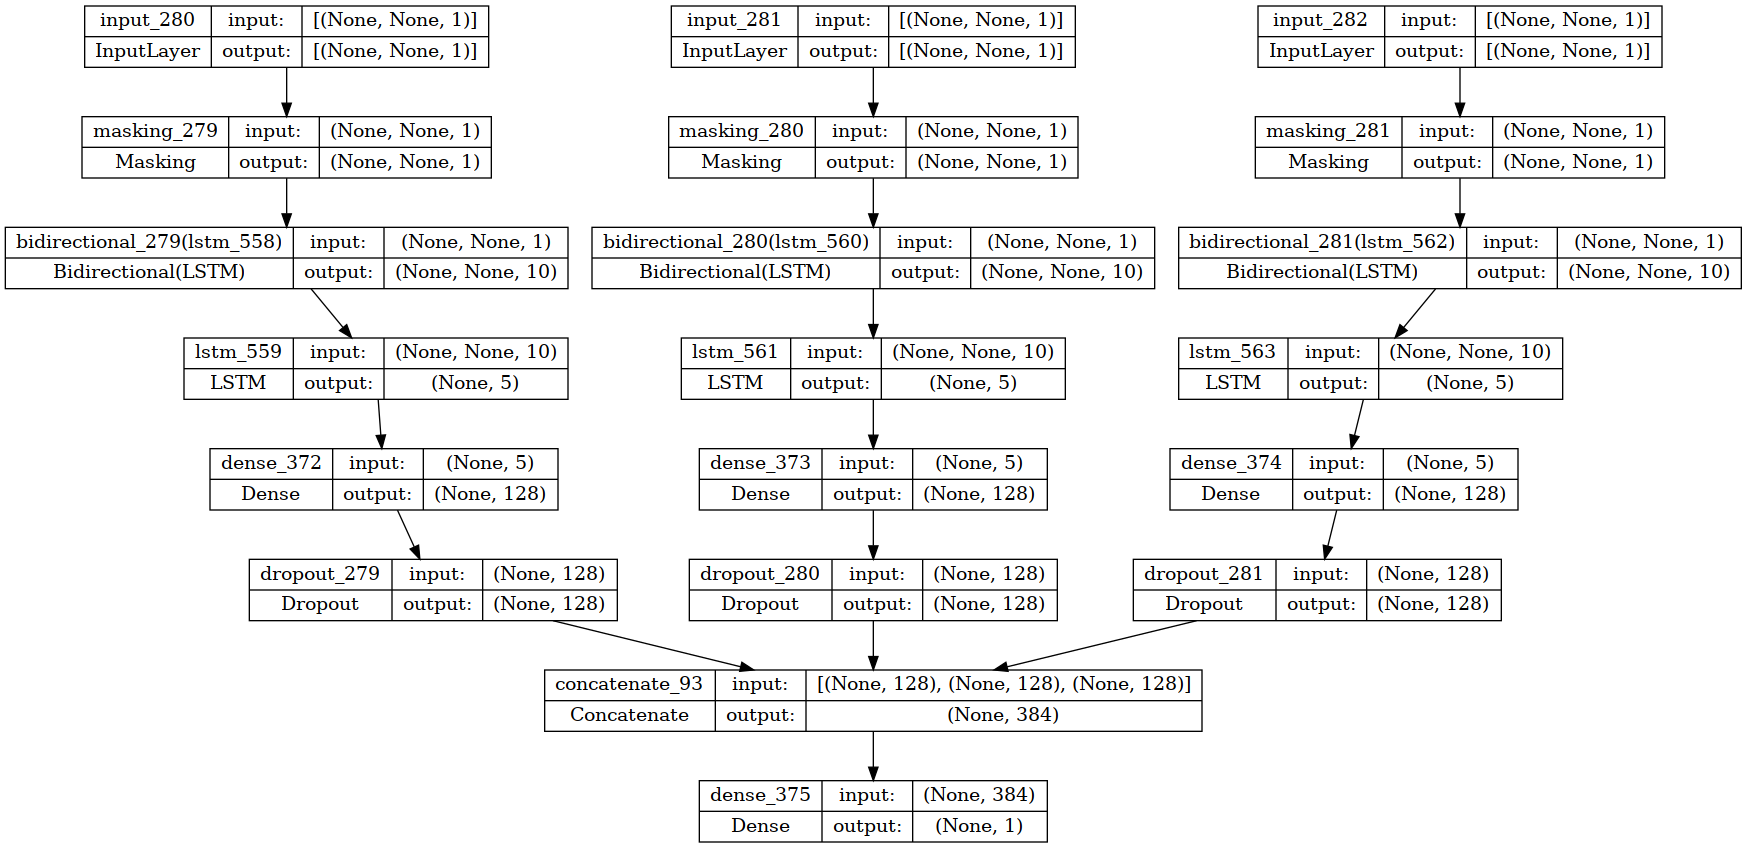 input_280 input: [(None, None, 1)]
InputLayer output: [(None, None, 1)]
input_281 input: [(None, None, 1)]
InputLayer output: [(None, None, 1)]
input_282 input: [(None, None, 1)]
InputLayer output: [(None, None, 1)]
masking_279 input: (None, None, 1)
Masking output: (None, None, 1)
masking_280 input: (None, None, 1)
Masking output: (None, None, 1)
masking_281 input: (None, None, 1)
Masking output: (None, None, 1)
bidirectional_279(lstm_558) input: (None, None, 1)
Bidirectional(LSTM) output: (None, None, 10)
bidirectional_280(lstm_560) input: (None, None, 1)
Bidirectional(LSTM) output: (None, None, 10)
bidirectional_281(lstm_562) input: (None, None, 1)
Bidirectional(LSTM) output: (None, None, 10)
lstm_559 input: (None, None, 10)
LSTM output: (None, 5)
lstm_561 input: (None, None, 10)
LSTM output: (None, 5)
lstm_563 input: (None, None, 10)
LSTM output: (None, 5)
dense_372 input: (None, 5)
Dense output: (None, 128)
dense_373 input: (None, 5)
Dense output: (None, 128)
dense_374 input: (None, 5)
Dense output: (None, 128)
dropout_279 input: (None, 128)
Dropout output: (None, 128)
dropout_280 input: (None, 128)
Dropout output: (None, 128)
dropout_281 input: (None, 128)
Dropout output: (None, 128)
concatenate_93 input: [(None, 128), (None, 128), (None, 128)]
Concatenate output: (None, 384)
dense_375 input: (None, 384)
Dense output: (None, 1)